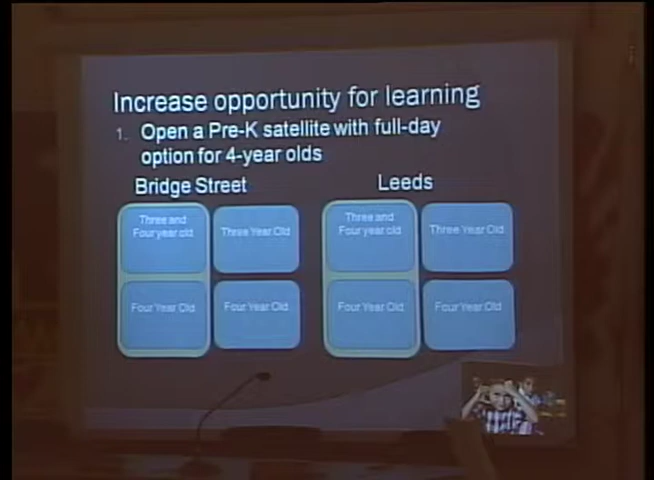 Increase opportunity for learning
1. Open a Pre-K satellite with full-day
option for 4-year olds
Bridge Street
Leeds
Three and
Four year old
Three Year Old
Three and
Four year old
Three Year Old
Four Year Old
Four Year Old
Four Year Old
Four Year Old